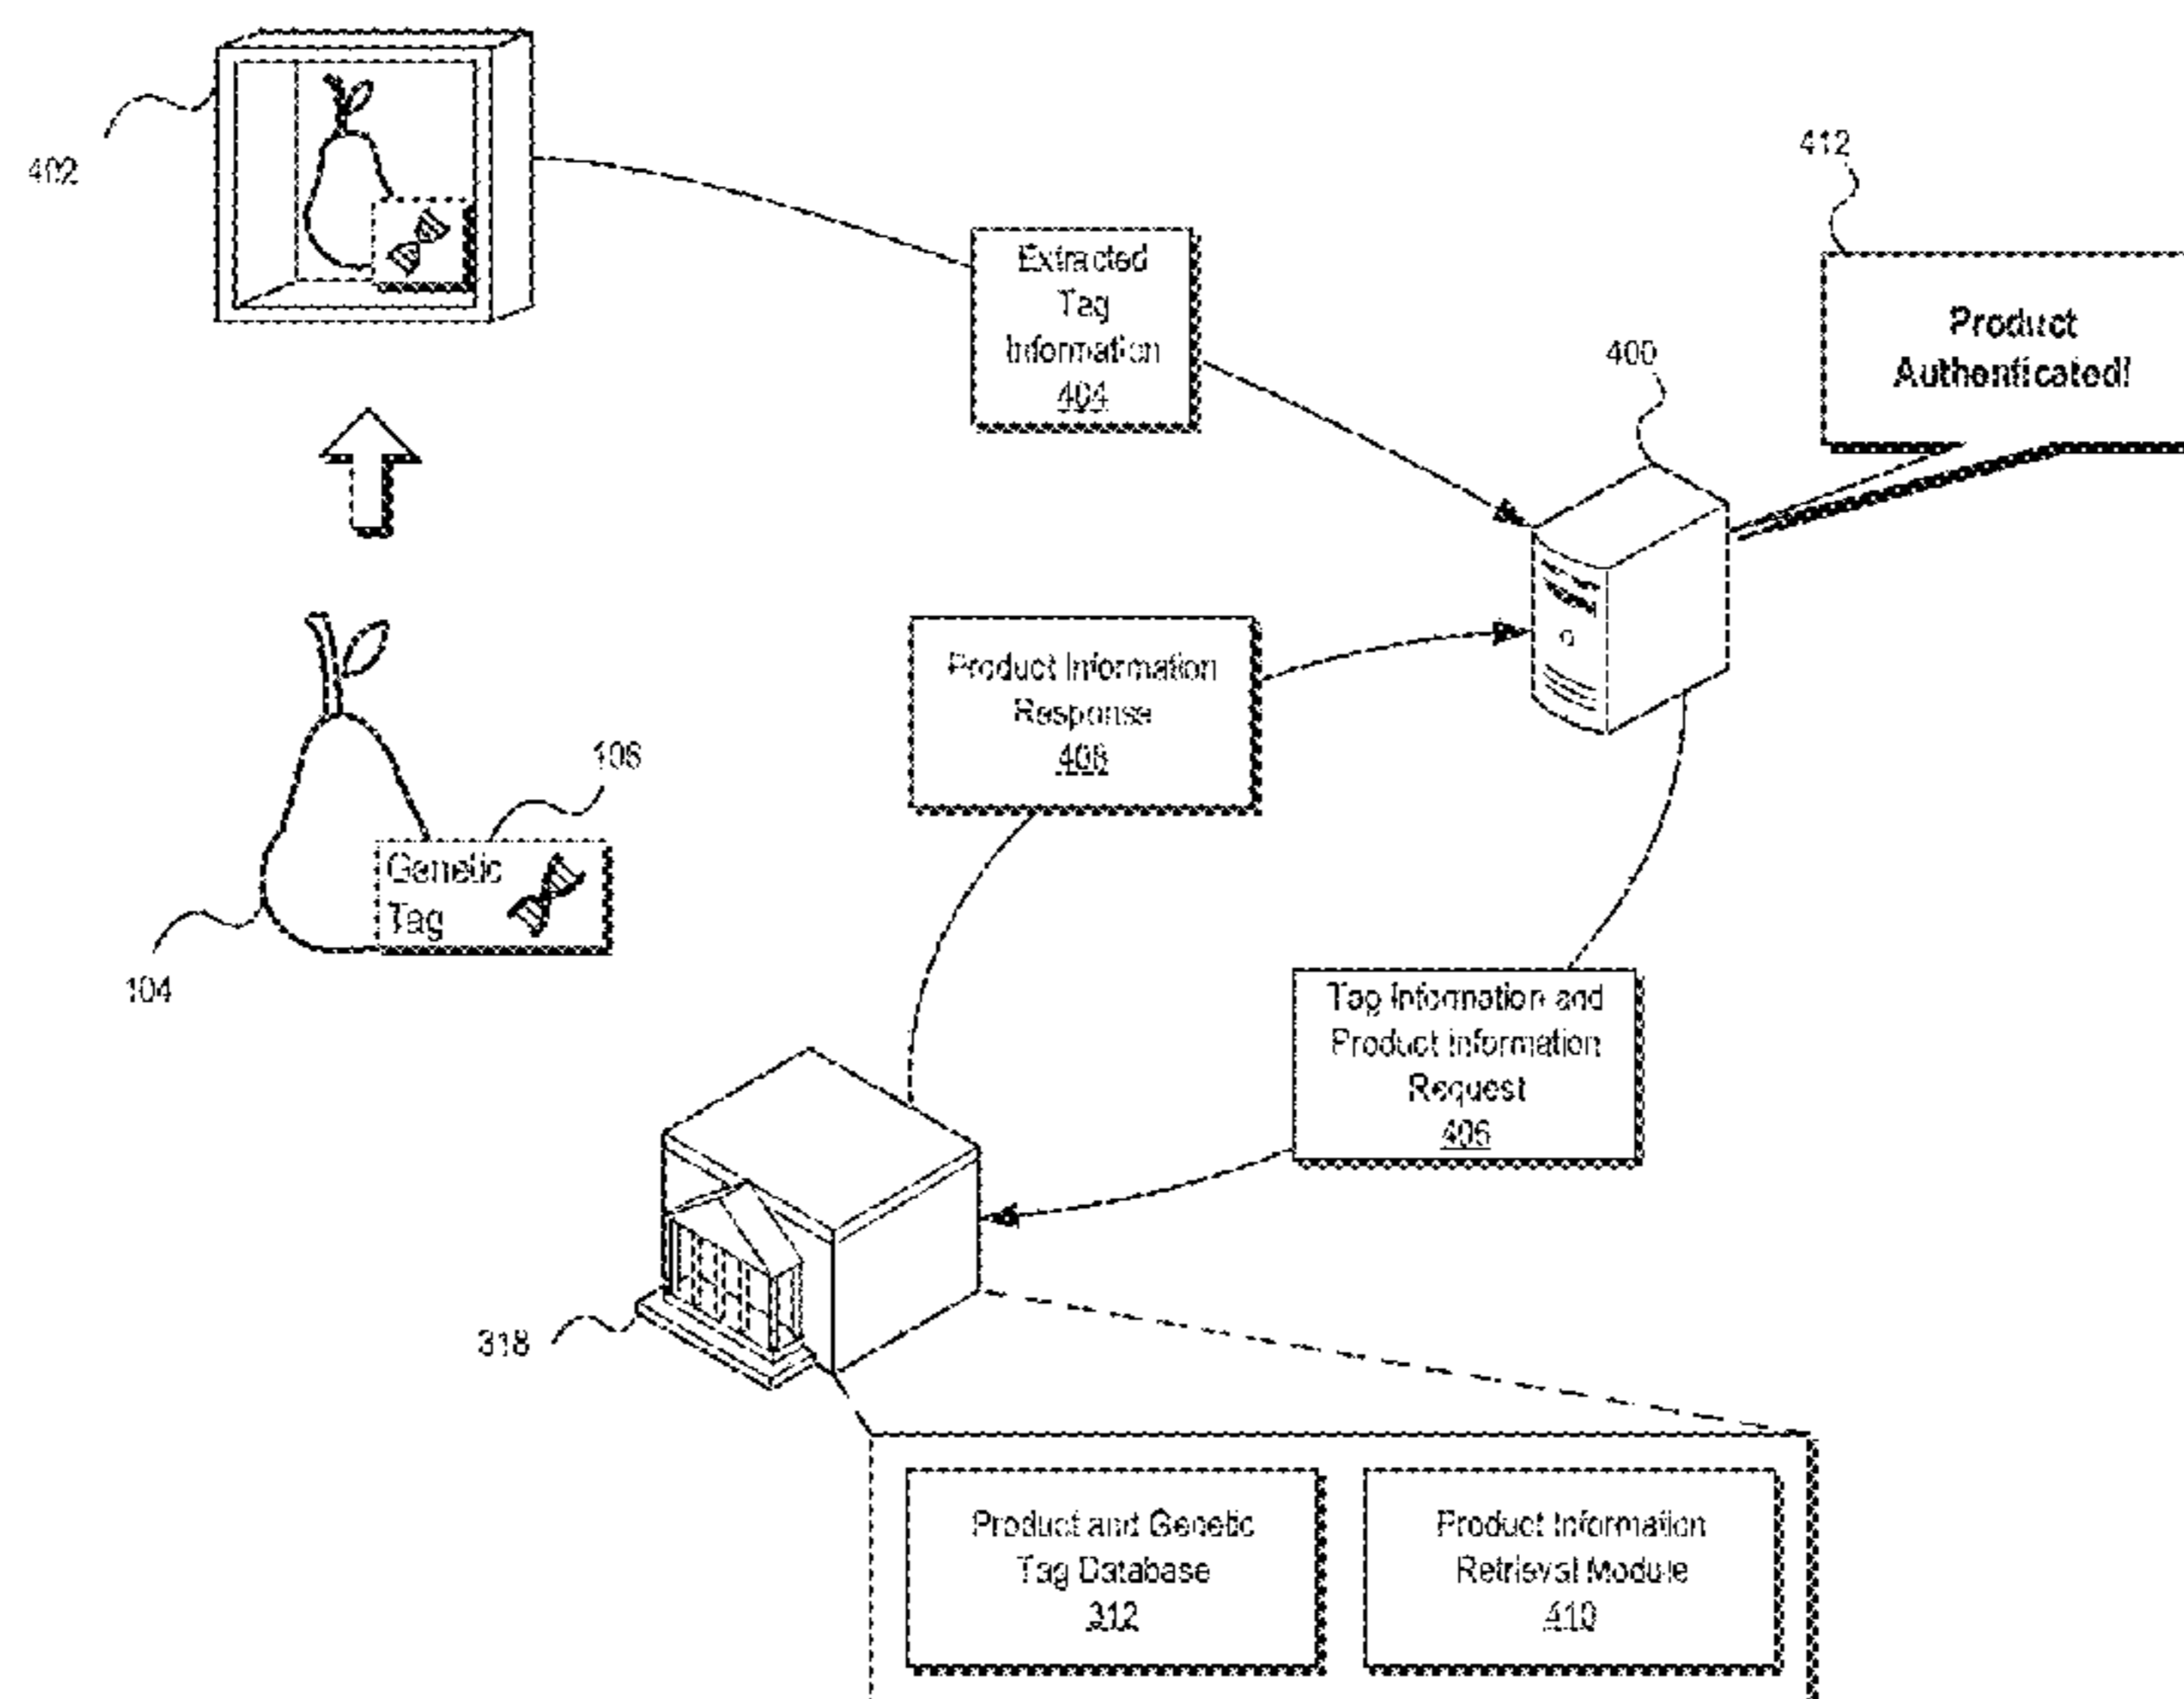 402
412
Extracted
Tag
Information
404
Product
Authenticated!
400
Product Information
Response
408
106
Genetic
Tag
104
Tag Information and
Product Information
Request
406
318
Product and Genetic
Tag Database
312
Product Information
Retrieval Module
410